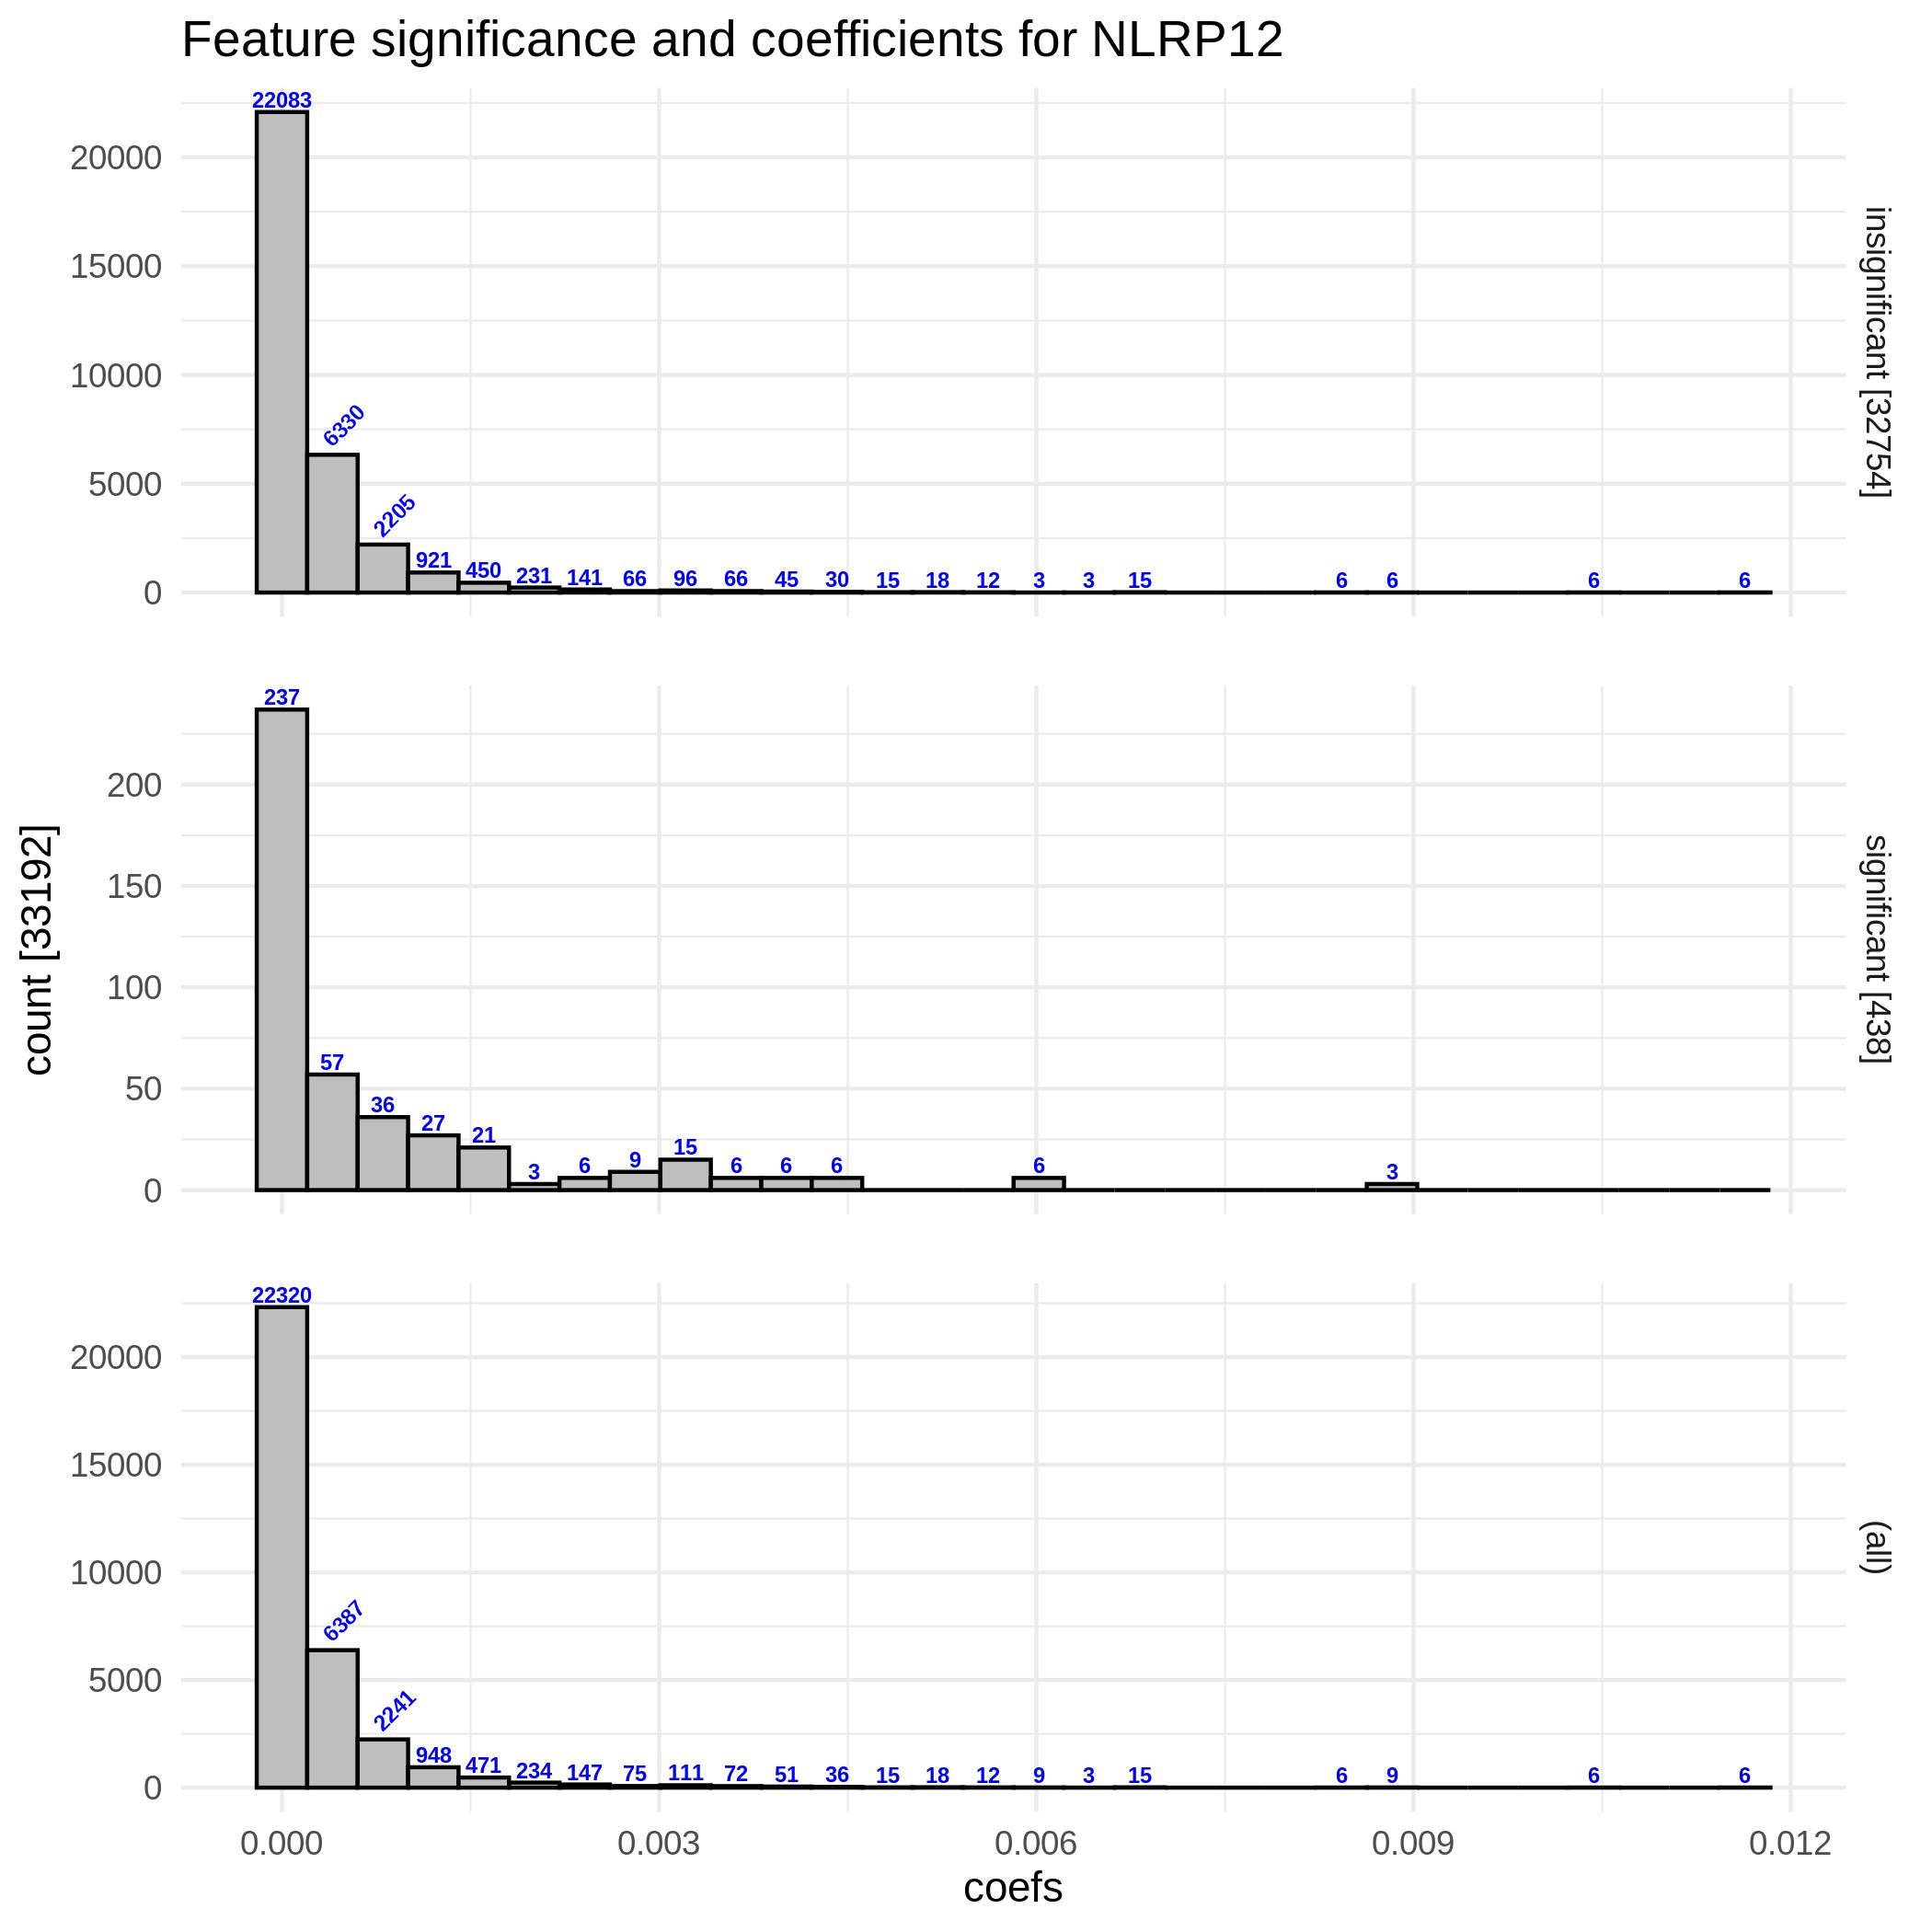 Feature significance and coefficients for NLRP12
22083
20000
15000
10000
6330
5000
2205
921 450 231 141 66 96 66 45 30 15 18 12 3 3 15 6 6 6 6
0
insignificant [32754]
237
200
150
100
57
50
36
27
21
3 6 9 15 6 6 6 6 3
0
significant [438]
count [33192]
22320
20000
15000
10000
6387
5000
2241
948 471 234 147 75 111 72 51 36 15 18 12 9 3 15 6 9 6 6
0
(all)
0.000 0.003 0.006 0.009 0.012
coefs